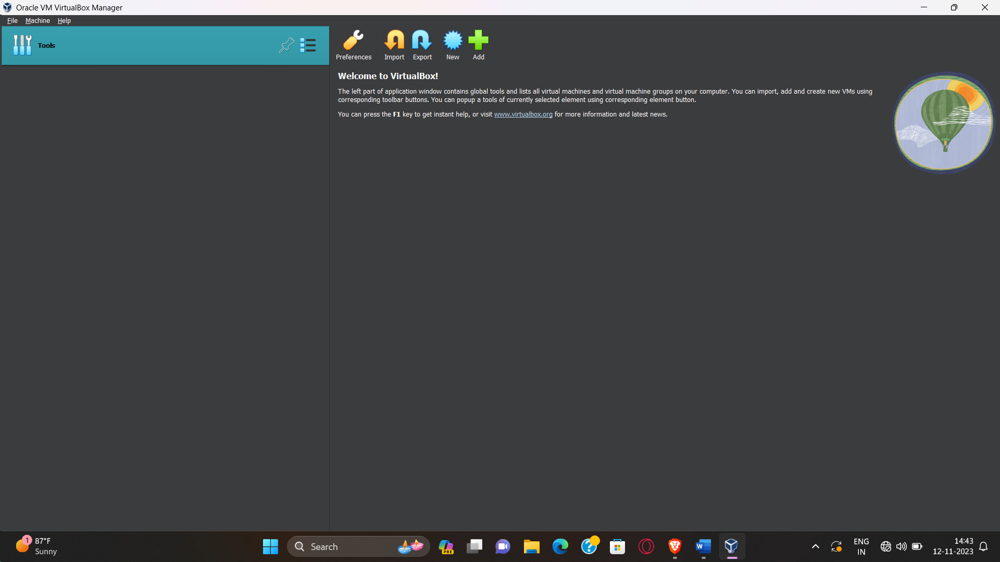 Oracle VM VirtualBox Manager
File Machine Help
Tools
Preferences Import Export New Add
Welcome to VirtualBox!
The left part of application window contains global tools and lists all virtual machines and virtual machine groups on your computer. You can import, add and create new VMs using
corresponding toolbar buttons. You can popup a tools of currently selected element using corresponding element button.
You can press the F1 key to get instant help, or visit www.virtualbox.org for more information and latest news.
1
87°F
Sunny
Search
PRE
W
ENG
IN
14:43
12-11-2023